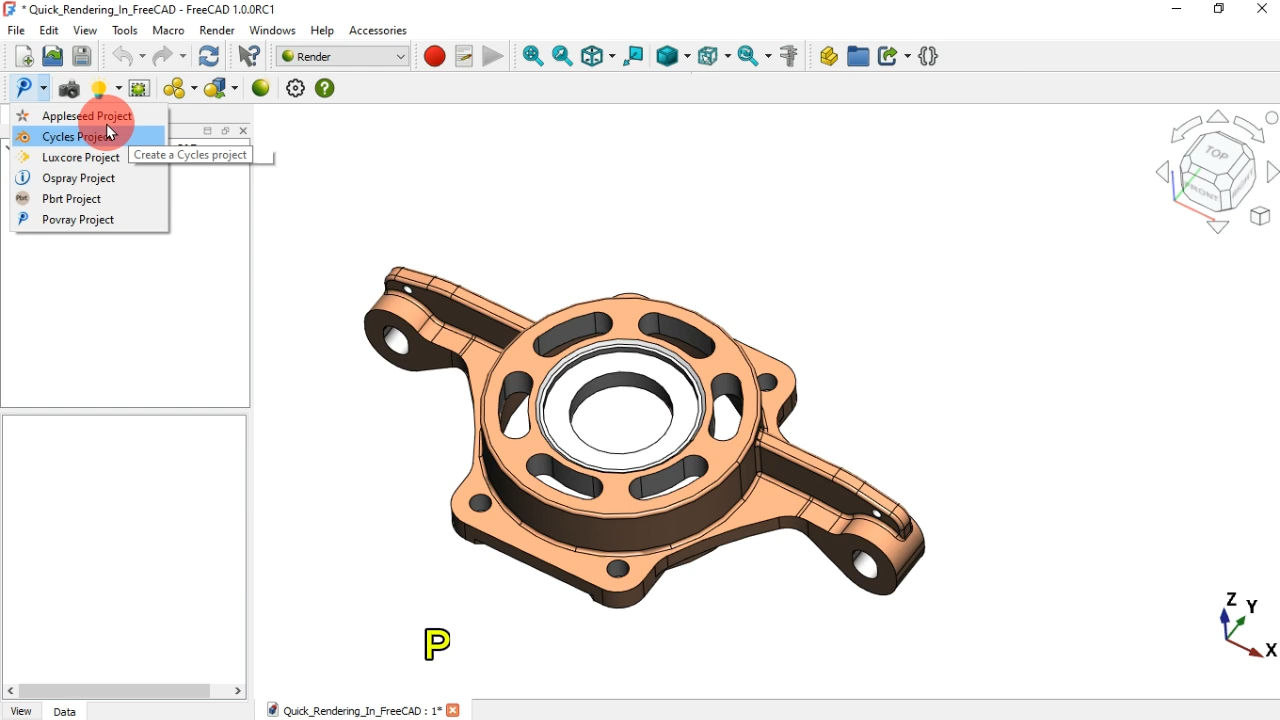 * Quick_Rendering_In_FreeCAD - FreeCAD 1.0.0RC1
File Edit View Tools Macro Render Windows Help Accessories
Render
Appleseed Project
Cycles Project
Create a Cycles project
Luxcore Project
Ospray Project
Pbrt Project
Povray Project
TOP
FRONT
Z
Y
X
P
View Data
Quick_Rendering_In_FreeCAD : 1*